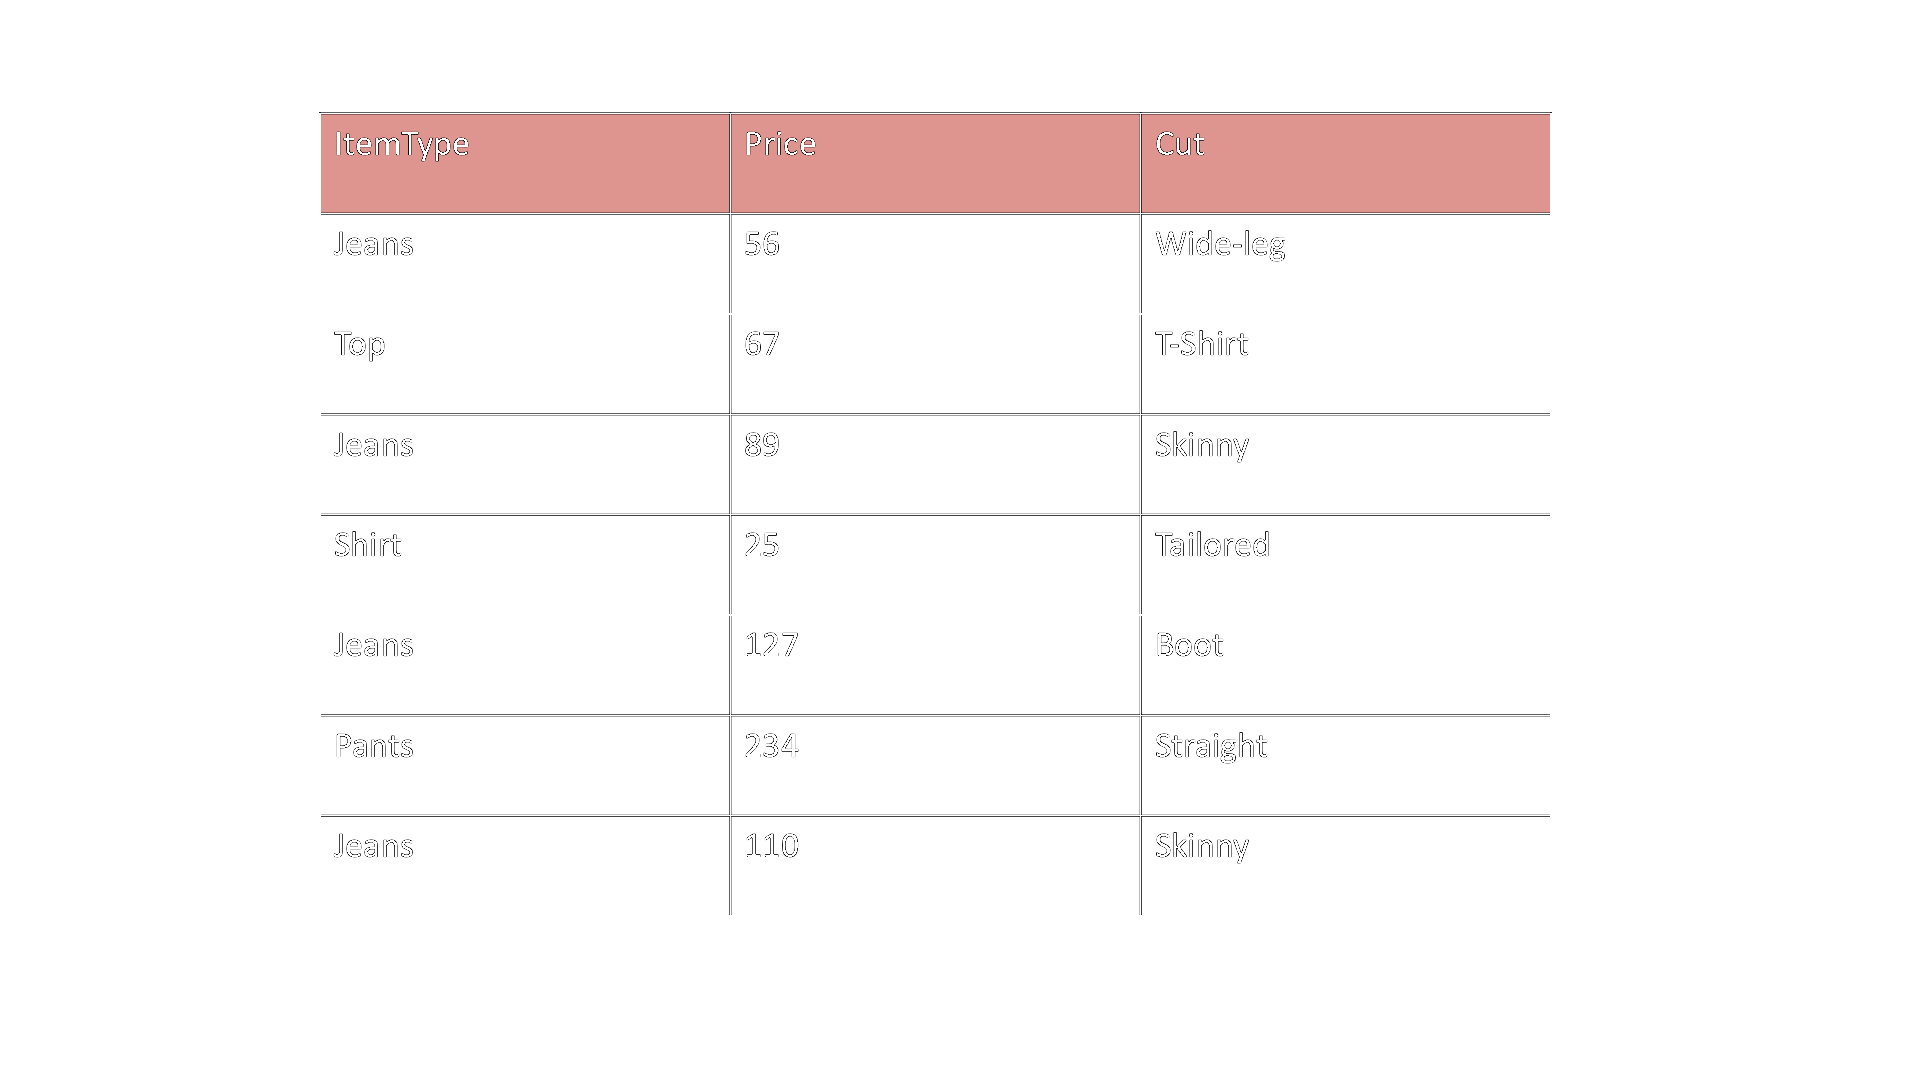 ItemType Price Cut
Jeans 56 Wide-leg
Top 67 T-Shirt
Jeans 89 Skinny
Shirt 25 Tailored
Jeans 127 Boot
Pants 234 Straight
Jeans 110 Skinny